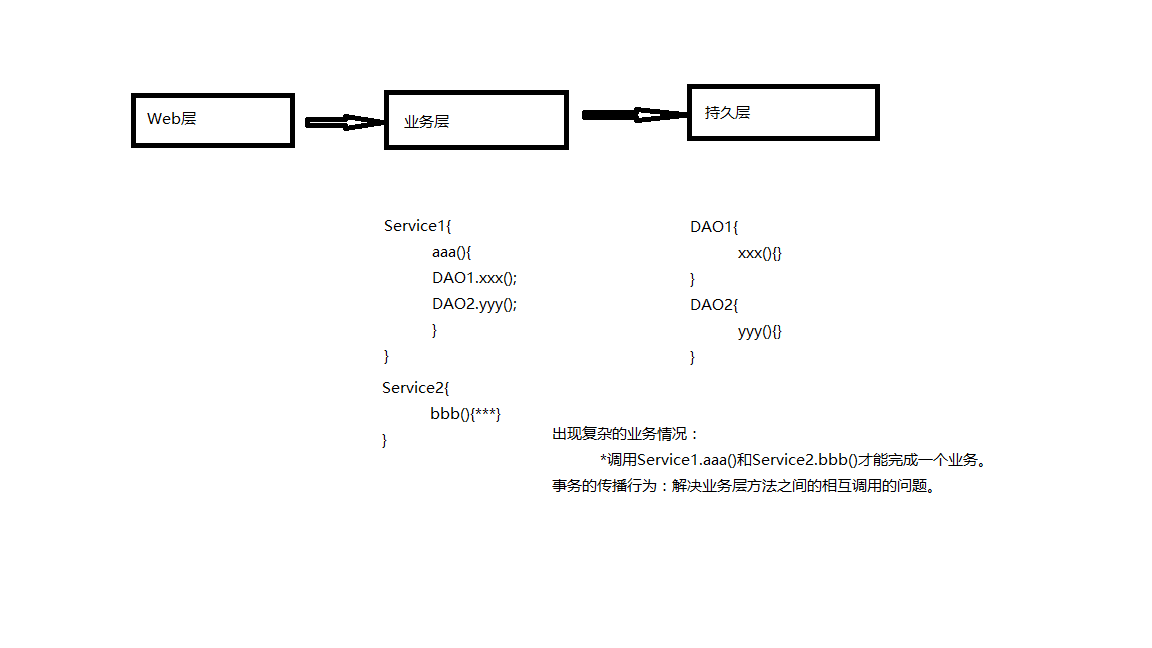 Web层
业务层
持久层
Service1{
aaa(){
DAO1.xxx();
DAO2.yyy();
}
}
Service2{
bbb(){***}
}
DAO1{
xxx(){}
}
DAO2{
yyy(){}
}
出现复杂的业务情况：
*调用Service1.aaa()和Service2.bbb()才能完成一个业务。
事务的传播行为：解决业务层方法之间的相互调用的问题。